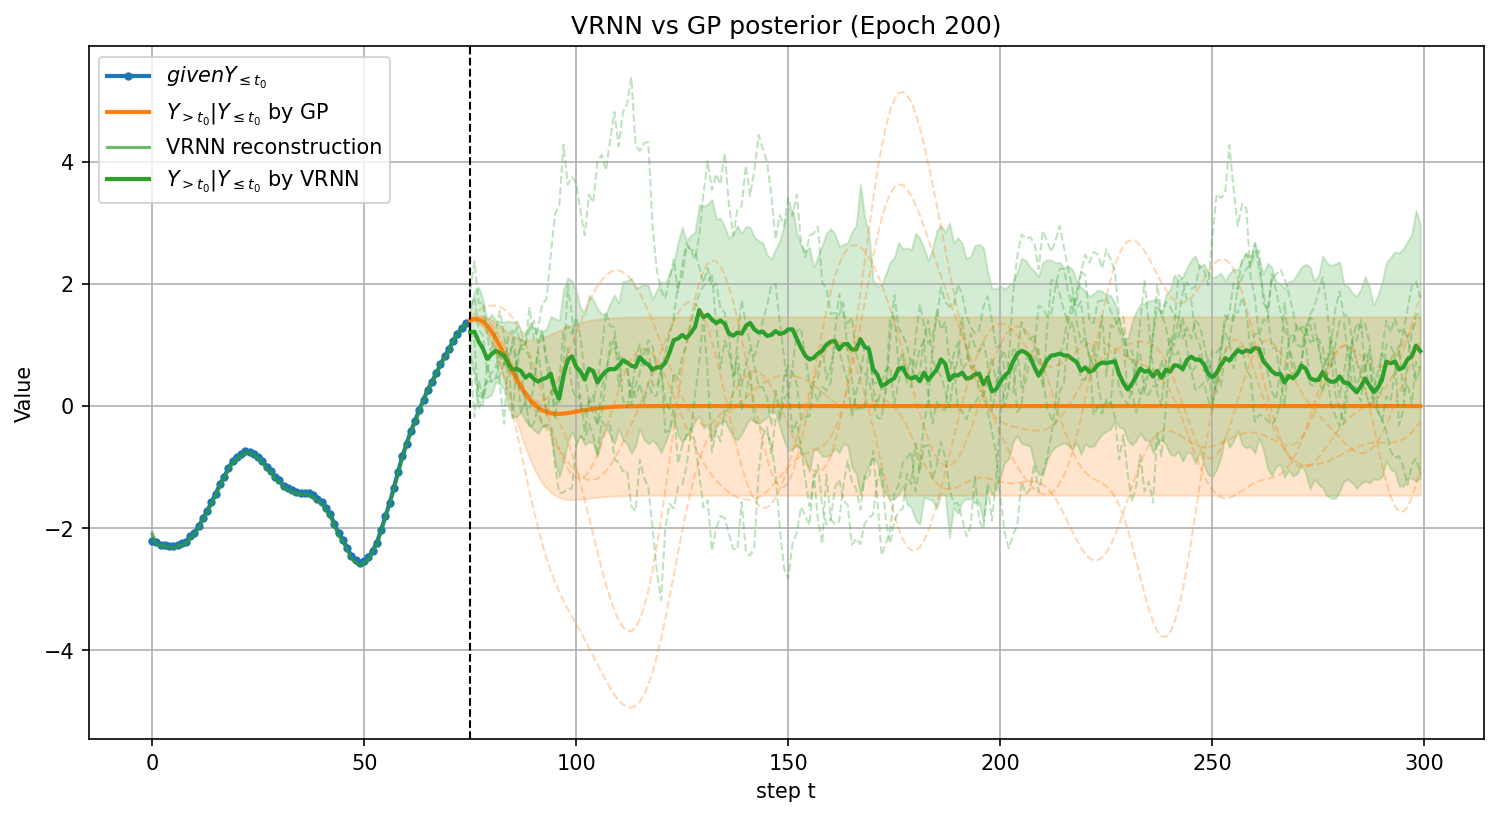 VRNN vs GP posterior (Epoch 200)
givenY≤t₀
Y>t₀|Y≤t₀ by GP
VRNN reconstruction
Y>t₀|Y≤t₀ by VRNN
Value
4
2
0
−2
−4
0 50 100 150 200 250 300
step t